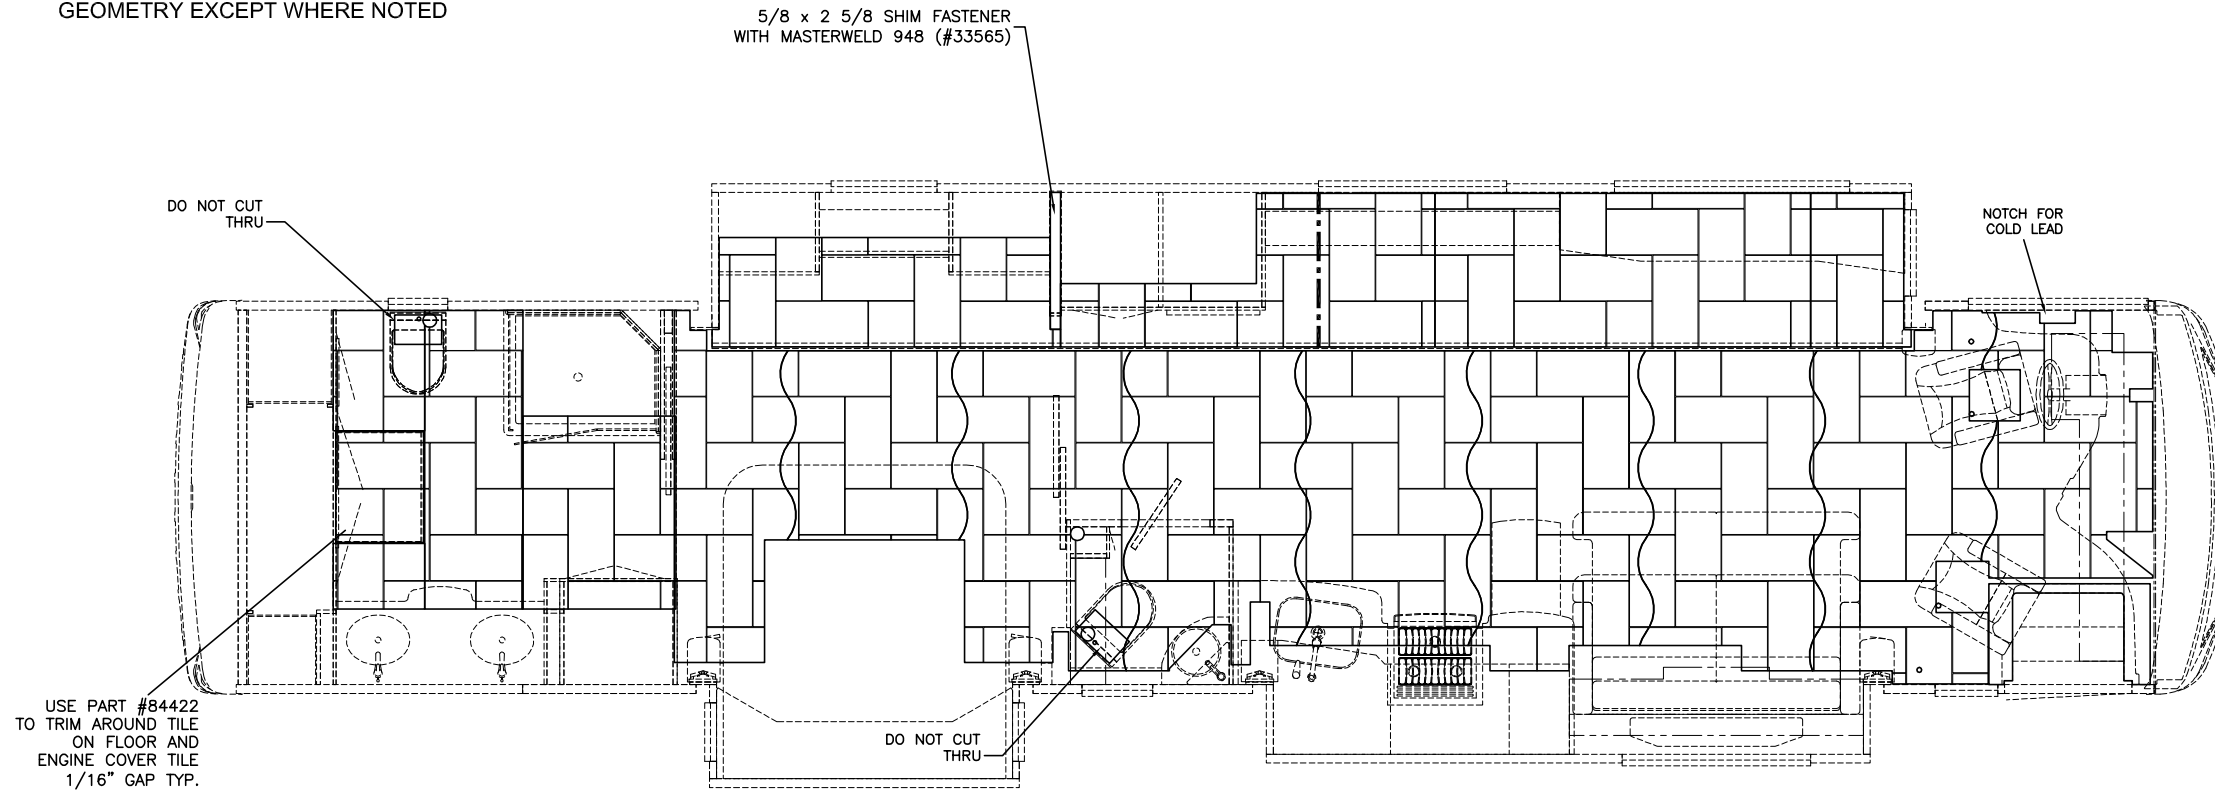 GEOMETRY EXCEPT WHERE NOTED
5/8 x 2 5/8 SHIM FASTENER
WITH MASTERWELD 948 (#33565)
DO NOT CUT
THRU
NOTCH FOR
COLD LEAD
USE PART #84422
TO TRIM AROUND TILE
ON FLOOR AND
ENGINE COVER TILE
1/16" GAP TYP.
DO NOT CUT
THRU